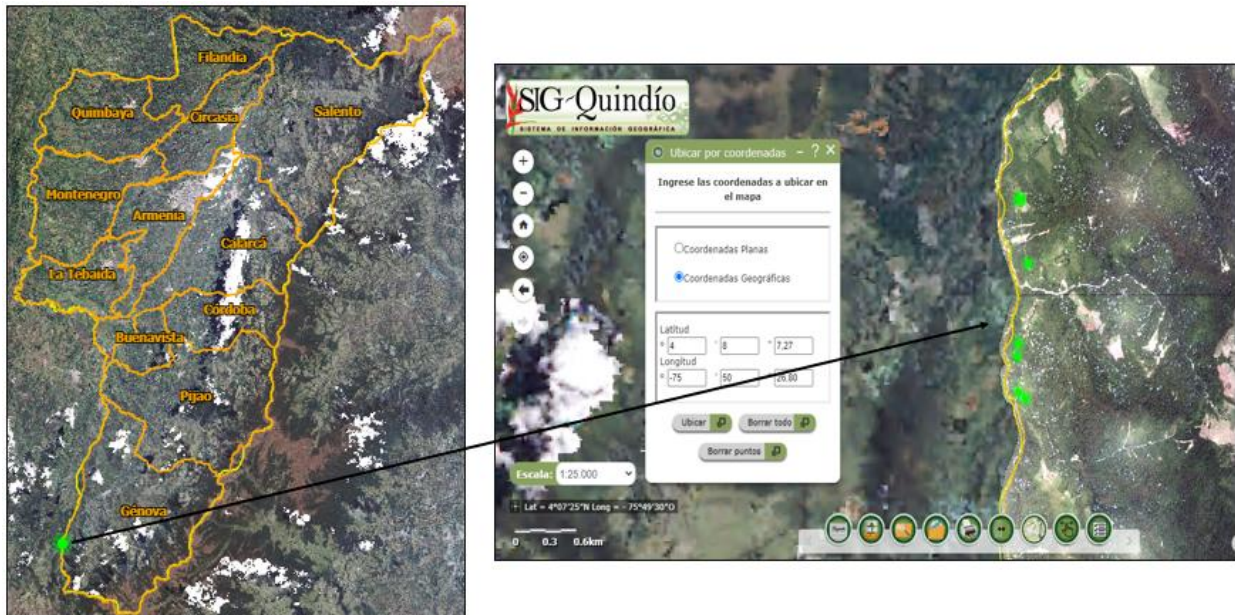 Filandia
Quimbaya
Circasia
Salento
Montenegro
Armenia
Calarcá
La Tebaida
Córdoba
Buenavista
Pijao
Génova
SIG-Quindío
SISTEMA DE INFORMACIÓN GEOGRÁFICA
Ubicar por coordenadas – ? X
Ingrese las coordenadas a ubicar en
el mapa
Coordenadas Planas
Coordenadas Geográficas
Latitud
° 4 ' 8 " 7,27
Longitud
° -75 ' 50 " 26,80
Ubicar
Borrar todo
Borrar puntos
Escala: 1:25.000
Lat = 4°07'25"N Long = - 75°49'30"O
0 0.3 0.6km